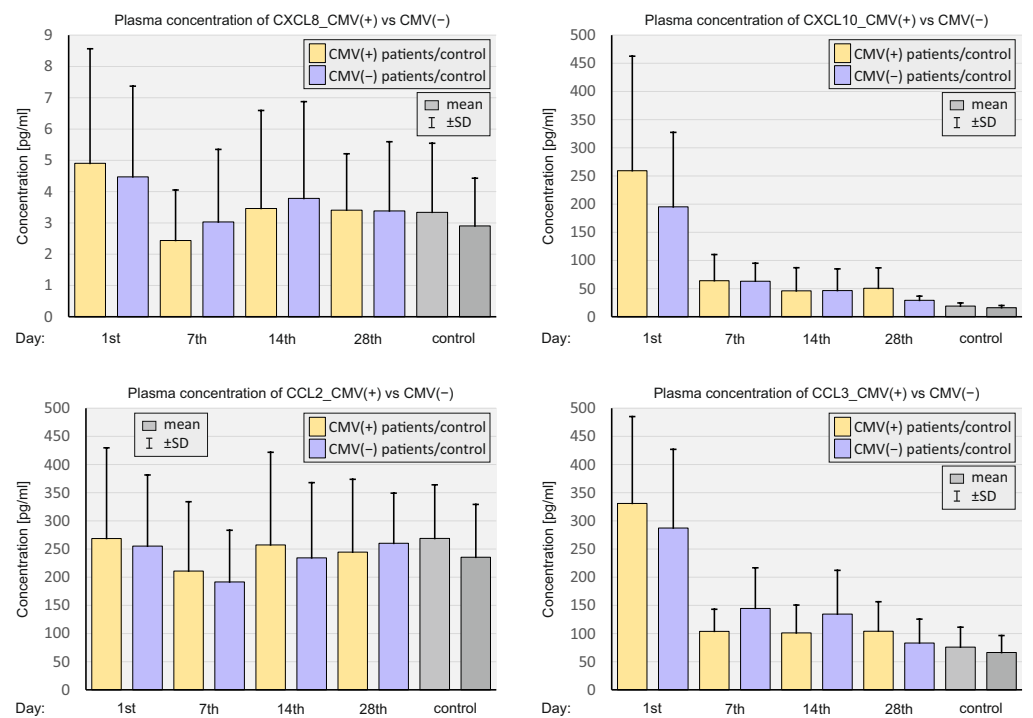 Plasma concentration of CXCL8_CMV(+) vs CMV(−)
Concentration [pg/ml]
9
8
7
6
5
4
3
2
1
0
CMV(+) patients/control
CMV(−) patients/control
mean
±SD
Day: 1st 7th 14th 28th control
Plasma concentration of CXCL10_CMV(+) vs CMV(−)
Concentration [pg/ml]
500
450
400
350
300
250
200
150
100
50
0
CMV(+) patients/control
CMV(−) patients/control
mean
±SD
Day: 1st 7th 14th 28th control
Plasma concentration of CCL2_CMV(+) vs CMV(−)
Concentration [pg/ml]
500
450
400
350
300
250
200
150
100
50
0
mean
±SD
CMV(+) patients/control
CMV(−) patients/control
Day: 1st 7th 14th 28th control
Plasma concentration of CCL3_CMV(+) vs CMV(−)
Concentration [pg/ml]
500
450
400
350
300
250
200
150
100
50
0
CMV(+) patients/control
CMV(−) patients/control
mean
±SD
Day: 1st 7th 14th 28th control